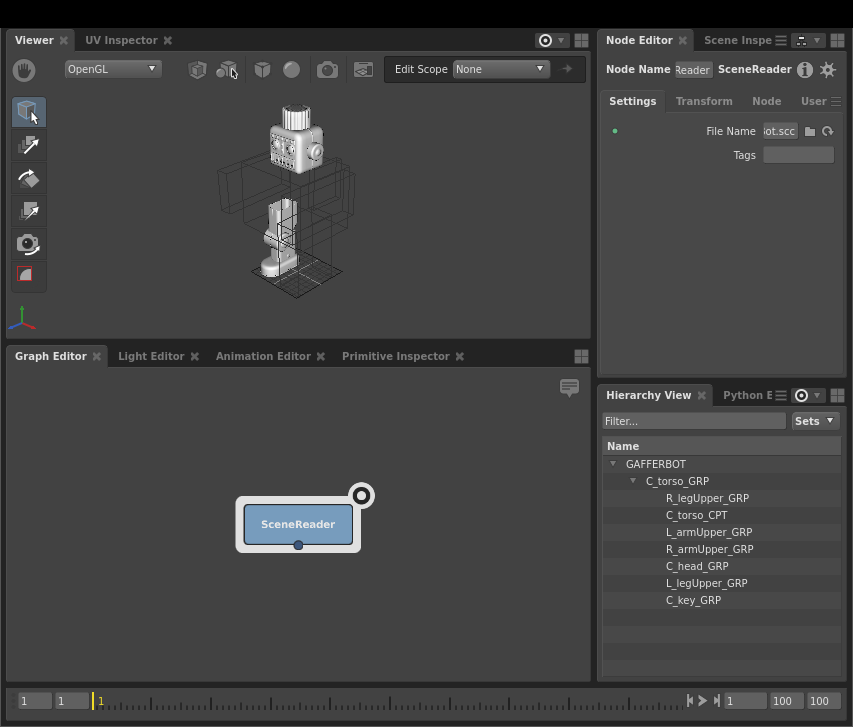 Viewer UV Inspector
OpenGL
Edit Scope None
Node Editor Scene Inspe
Node Name Reader SceneReader
Settings Transform Node User
File Name ot.scc
Tags
Graph Editor Light Editor Animation Editor Primitive Inspector
SceneReader
Hierarchy View Python E
Filter... Sets
Name
GAFFERBOT
C_torso_GRP
R_legUpper_GRP
C_torso_CPT
L_armUpper_GRP
R_armUpper_GRP
C_head_GRP
L_legUpper_GRP
C_key_GRP
1 1 1 1 100 100